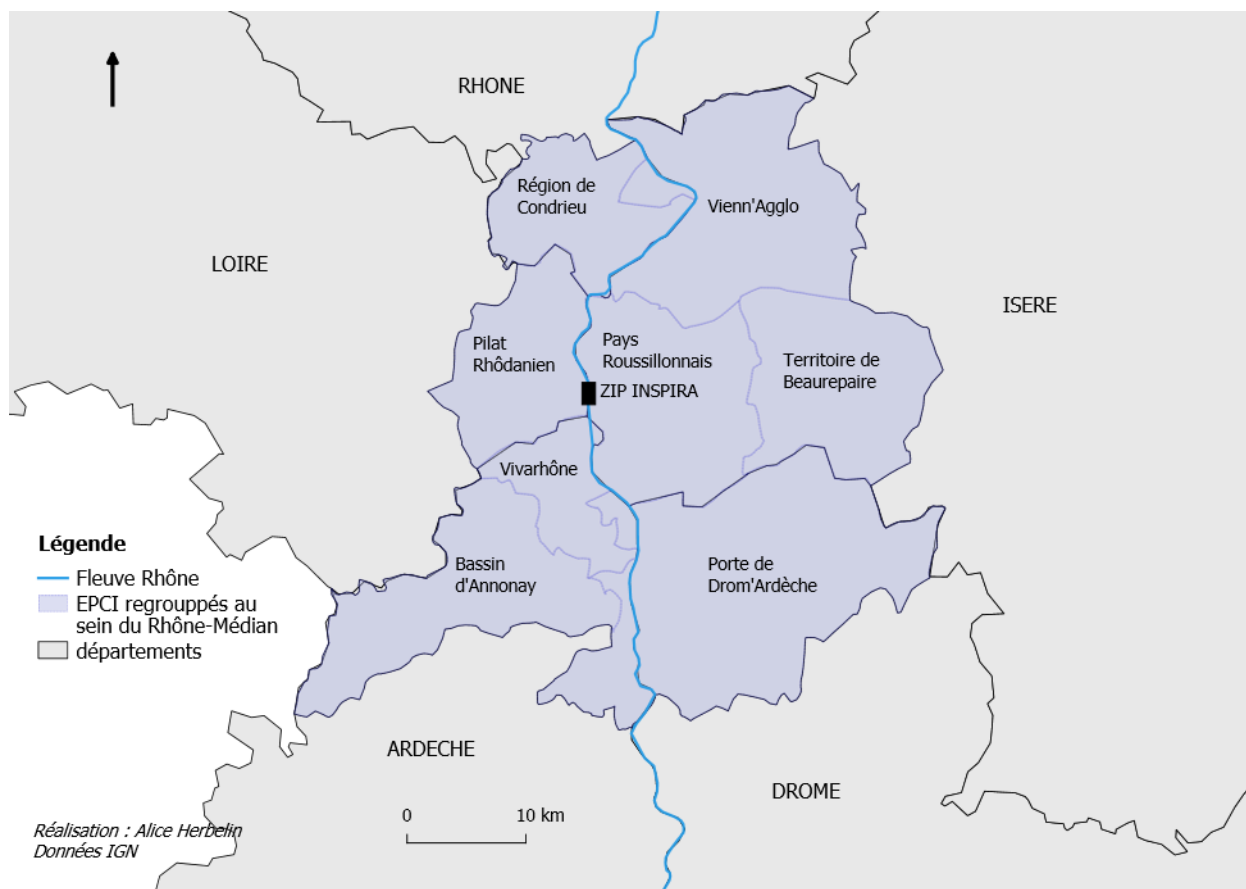 RHONE
Région de
Condrieu
Vienn'Agglo
LOIRE
ISERE
Pilat
Rhôdanien
Pays
Roussillonnais
Territoire de
Beaurepaire
ZIP INSPIRA
Vivarhône
Bassin
d'Annonay
Porte de
Drom'Ardèche
Légende
Fleuve Rhône
EPCI regrouppés au
sein du Rhône-Médian
départements
ARDECHE
DROME
0 10 km
Réalisation : Alice Herbelin
Données IGN